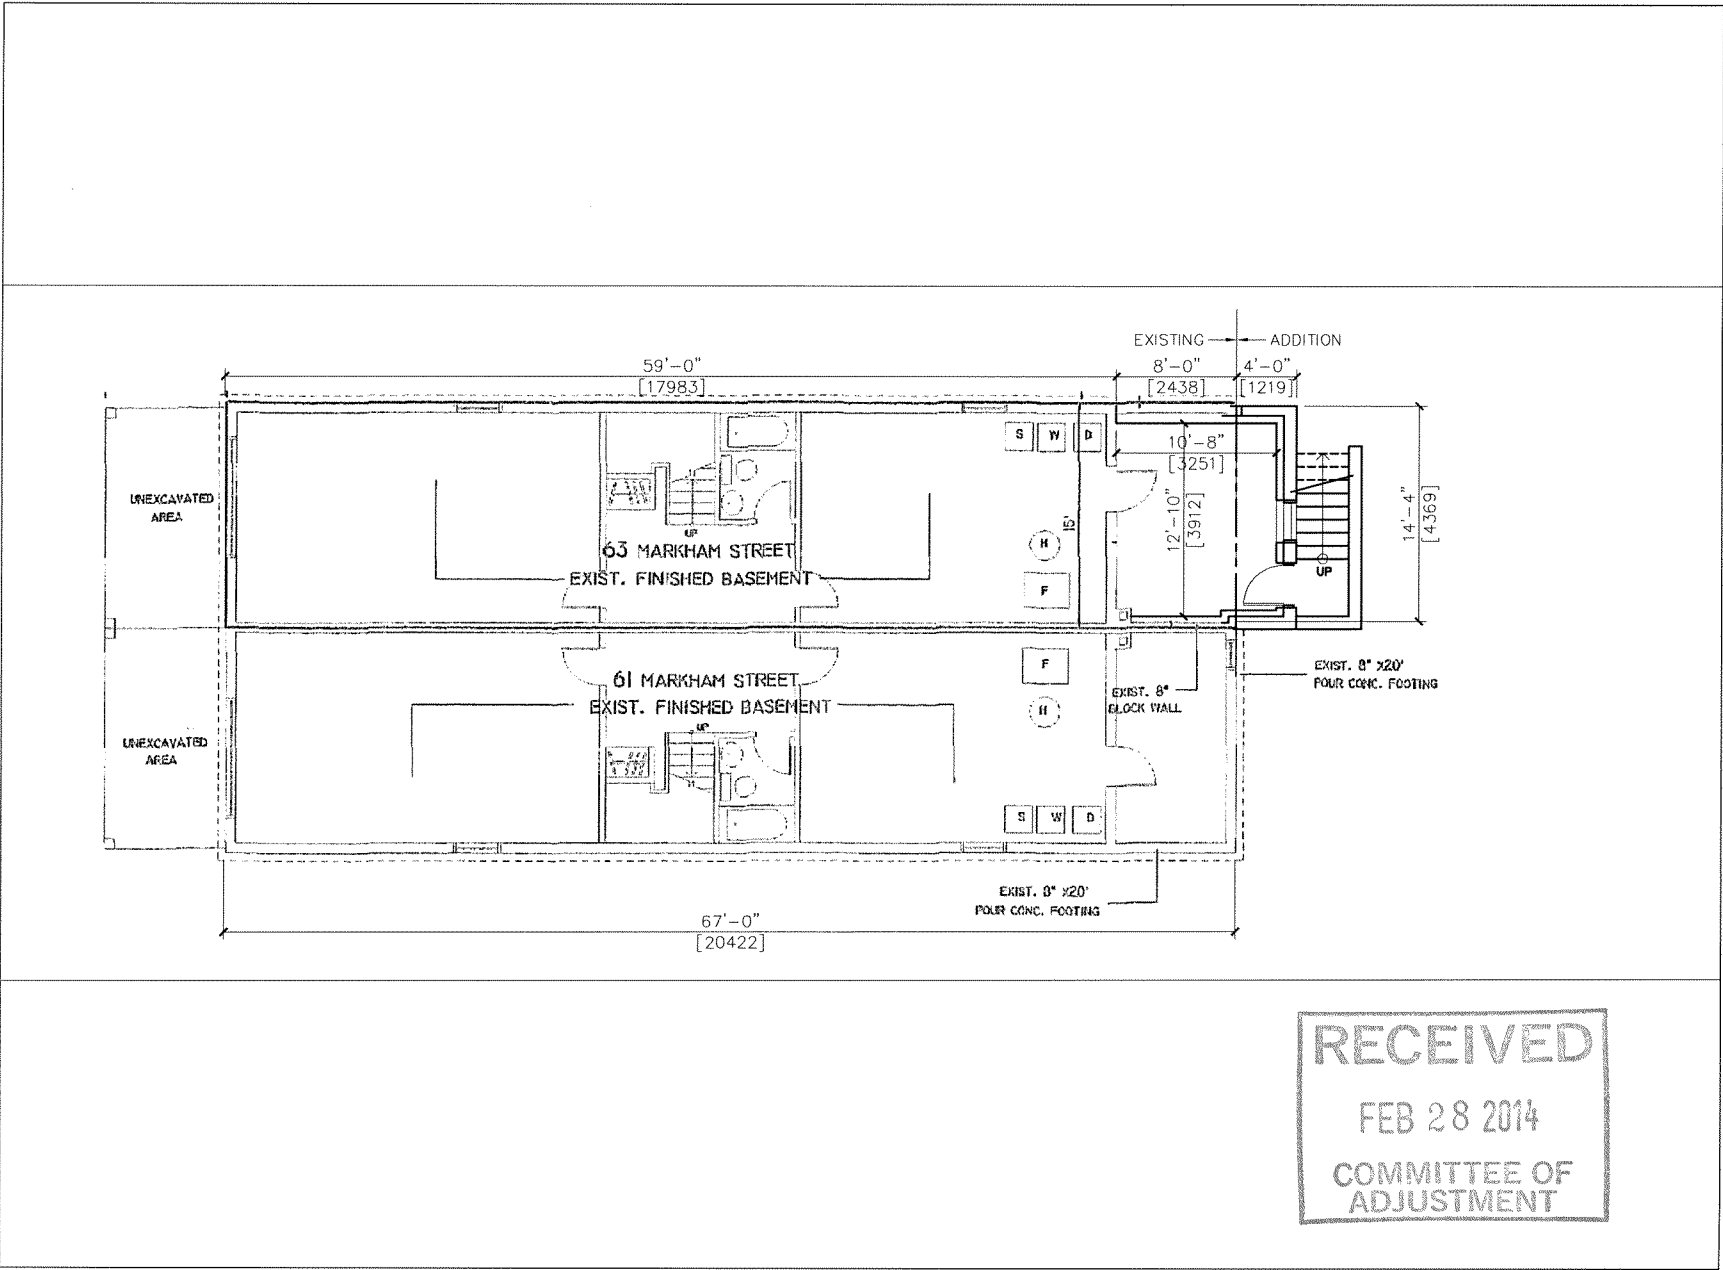 EXISTING
ADDITION
59'-0"
[17983]
8'-0"
[2438]
4'-0"
[1219]
S
W
D
10'-8"
[3251]
12'-10"
[3912]
14'-4"
[4369]
15'
UNEXCAVATED
AREA
UP
63 MARKHAM STREET
EXIST. FINISHED BASEMENT
H
F
UP
61 MARKHAM STREET
EXIST. FINISHED BASEMENT
UP
F
H
EXIST. 8"
BLOCK WALL
EXIST. 8" X20'
POUR CONC. FOOTING
UNEXCAVATED
AREA
S
W
D
EXIST. 8" X20'
POUR CONC. FOOTING
67'-0"
[20422]
RECEIVED
FEB 28 2014
COMMITTEE OF
ADJUSTMENT